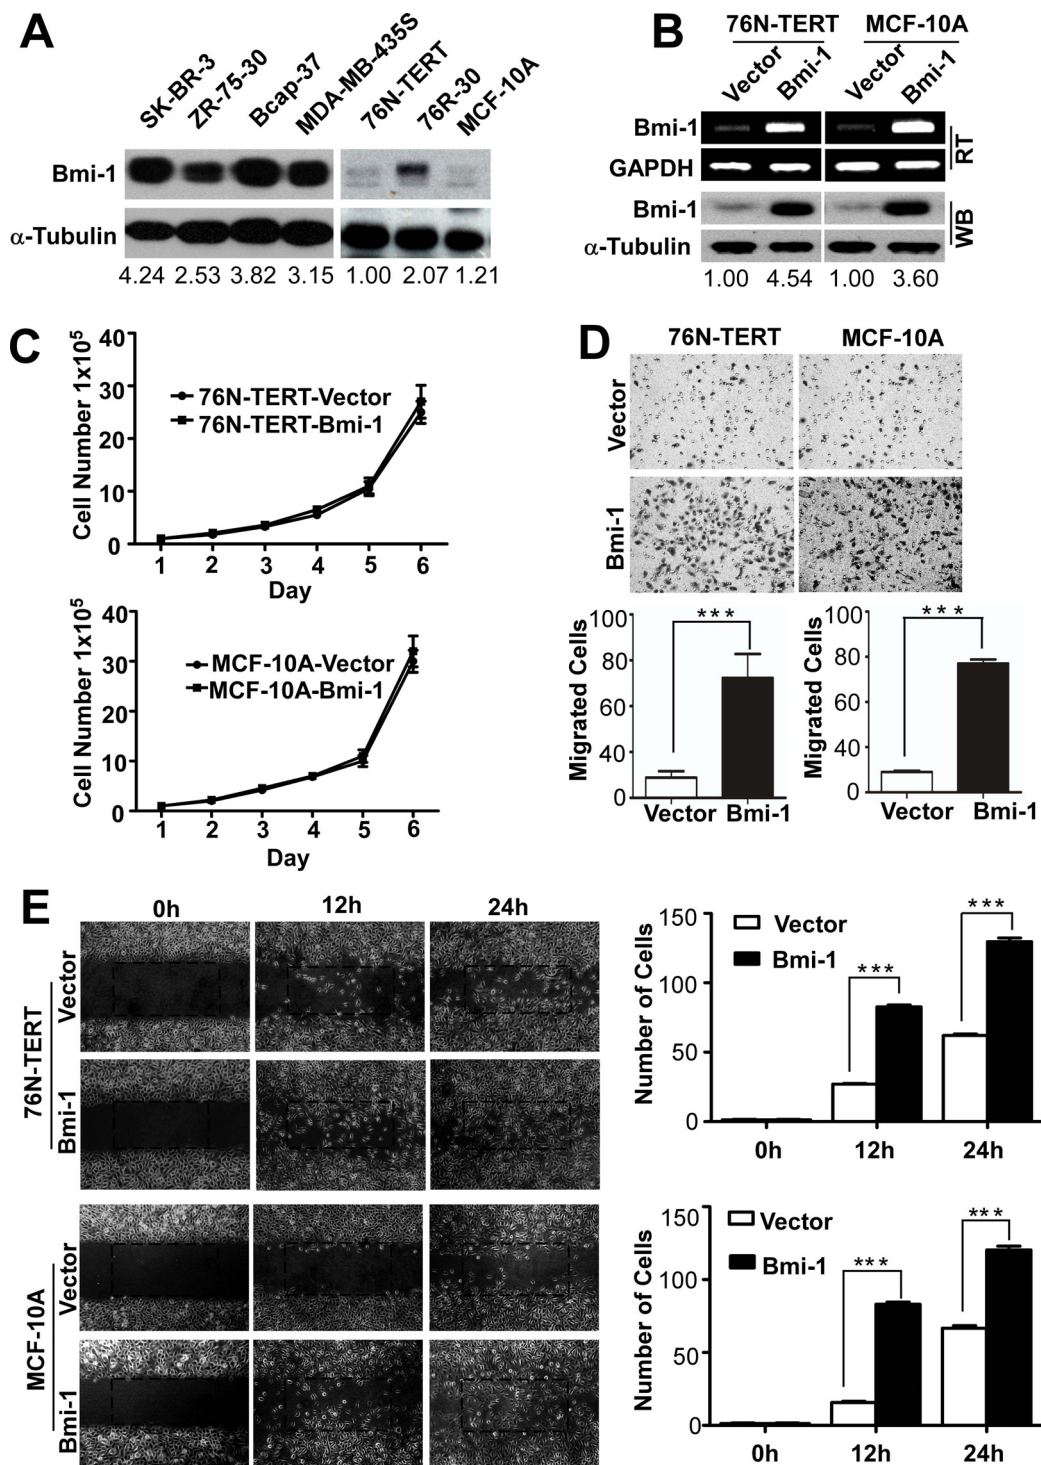 A
SK-BR-3
ZR-75-30
Bcap-37
MDA-MB-435S
76N-TERT
76R-30
MCF-10A
Bmi-1
α-Tubulin
4.24 2.53 3.82 3.15 1.00 2.07 1.21
B
76N-TERT MCF-10A
Vector Bmi-1 Vector Bmi-1
Bmi-1
GAPDH
RT
Bmi-1
α-Tubulin
WB
1.00 4.54 1.00 3.60
C
Cell Number 1x10⁵
40
30
20
10
0
76N-TERT-Vector
76N-TERT-Bmi-1
1 2 3 4 5 6
Day
Cell Number 1x10⁵
40
30
20
10
0
MCF-10A-Vector
MCF-10A-Bmi-1
1 2 3 4 5 6
Day
D
76N-TERT MCF-10A
Vector
Bmi-1
Migrated Cells
100
80
60
40
0
***
Vector Bmi-1
Migrated Cells
100
80
60
40
0
***
Vector Bmi-1
E
0h 12h 24h
76N-TERT
Vector
Bmi-1
MCF-10A
Vector
Bmi-1
Number of Cells
150
100
50
0
Vector
Bmi-1
***
***
0h 12h 24h
Number of Cells
150
100
50
0
Vector
Bmi-1
***
***
0h 12h 24h